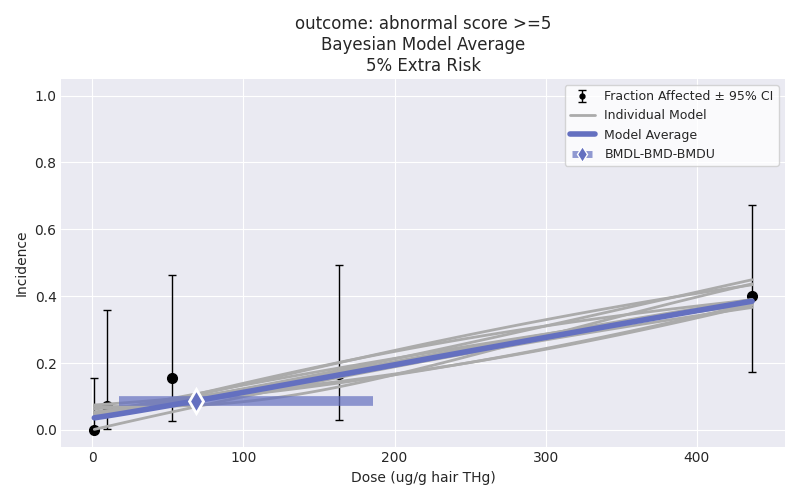 outcome: abnormal score >=5
Bayesian Model Average
5% Extra Risk
Fraction Affected ± 95% CI
Individual Model
Model Average
BMDL-BMD-BMDU
Incidence
1.0
0.8
0.6
0.4
0.2
0.0
0
100
200
300
400
Dose (ug/g hair THg)